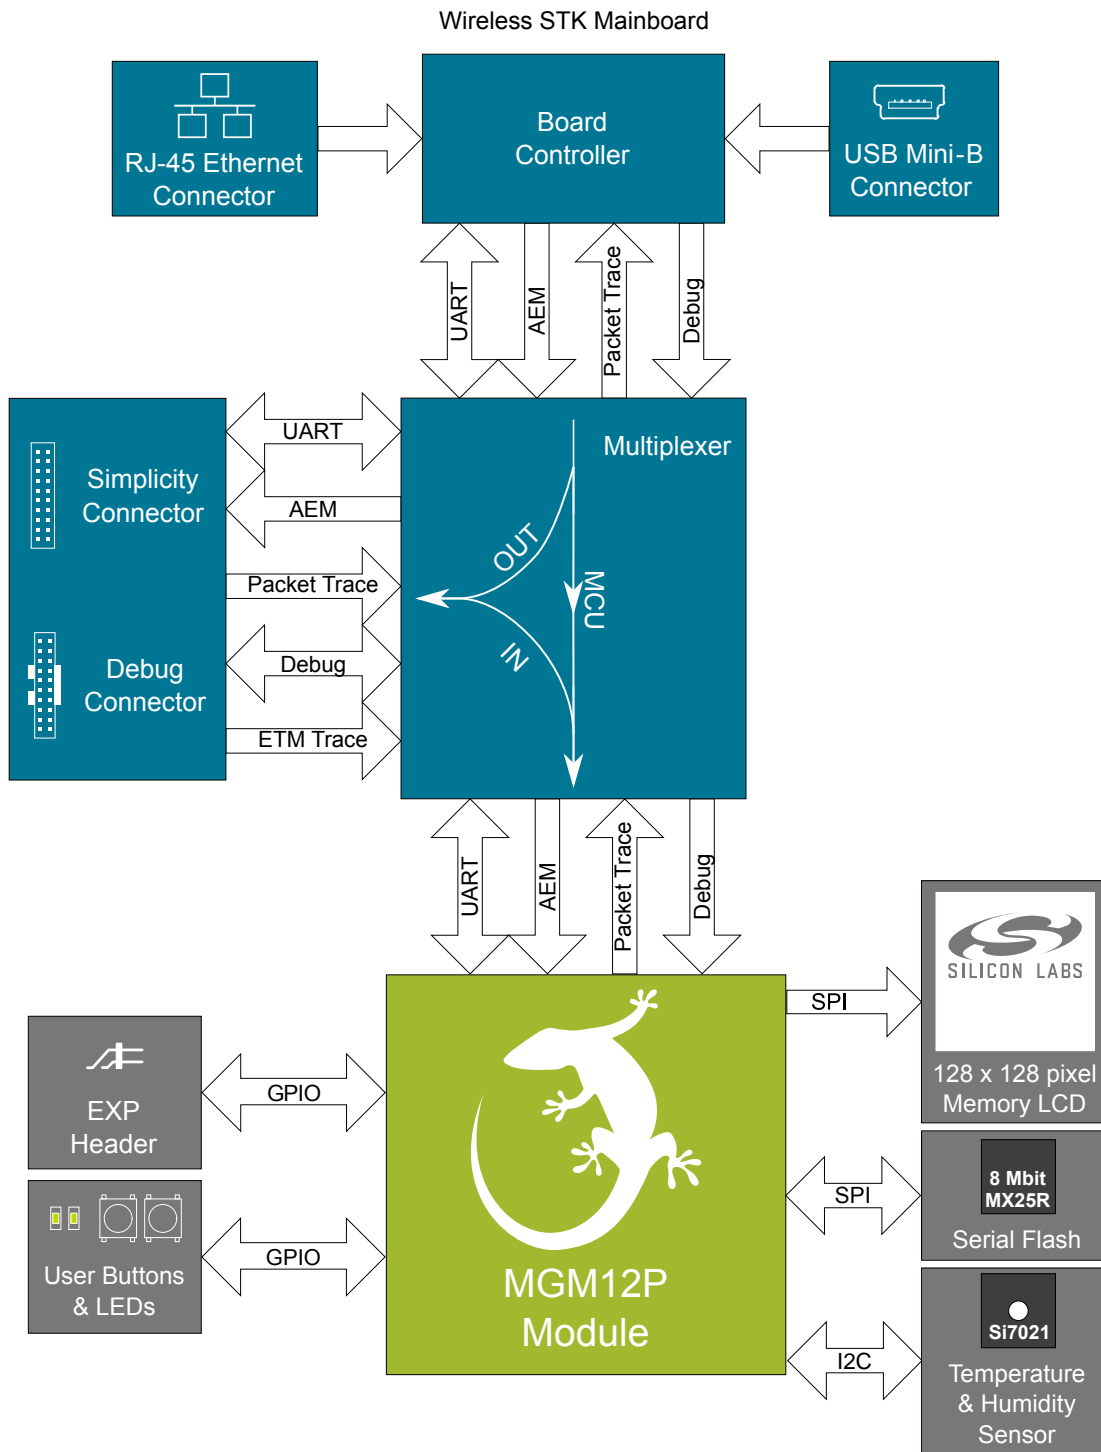 Wireless STK Mainboard
RJ-45 Ethernet
Connector
Board
Controller
USB Mini-B
Connector
UART
AEM
Packet Trace
Debug
Simplicity
Connector
Debug
Connector
UART
AEM
Packet Trace
Debug
ETM Trace
Multiplexer
OUT
MCU
IN
UART
AEM
Packet Trace
Debug
SILICON LABS
128 x 128 pixel
Memory LCD
SPI
EXP
Header
GPIO
8 Mbit
MX25R
Serial Flash
SPI
User Buttons
& LEDs
GPIO
MGM12P
Module
I2C
Si7021
Temperature
& Humidity
Sensor